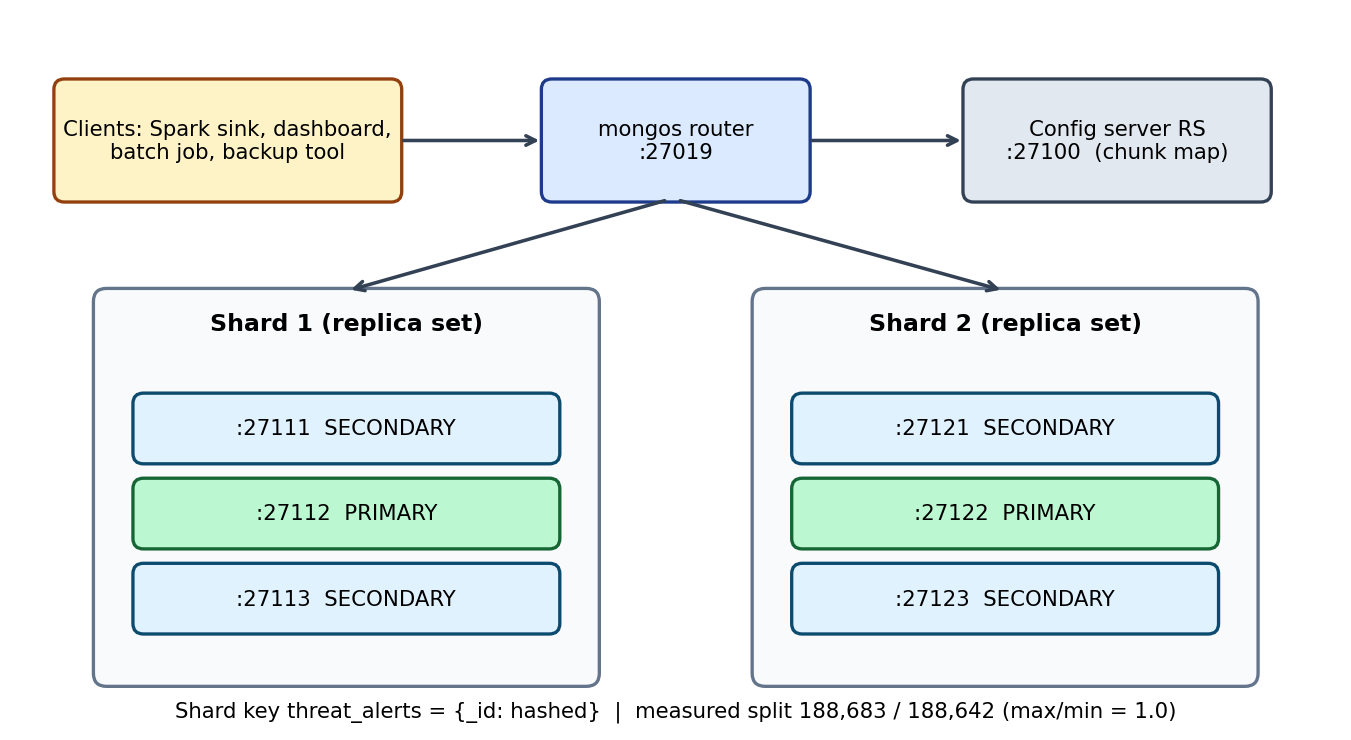 Clients: Spark sink, dashboard,
batch job, backup tool
mongos router
:27019
Config server RS
:27100  (chunk map)
Shard 1 (replica set)
:27111  SECONDARY
:27112  PRIMARY
:27113  SECONDARY
Shard 2 (replica set)
:27121  SECONDARY
:27122  PRIMARY
:27123  SECONDARY
Shard key threat_alerts = {_id: hashed}  |  measured split 188,683 / 188,642 (max/min = 1.0)